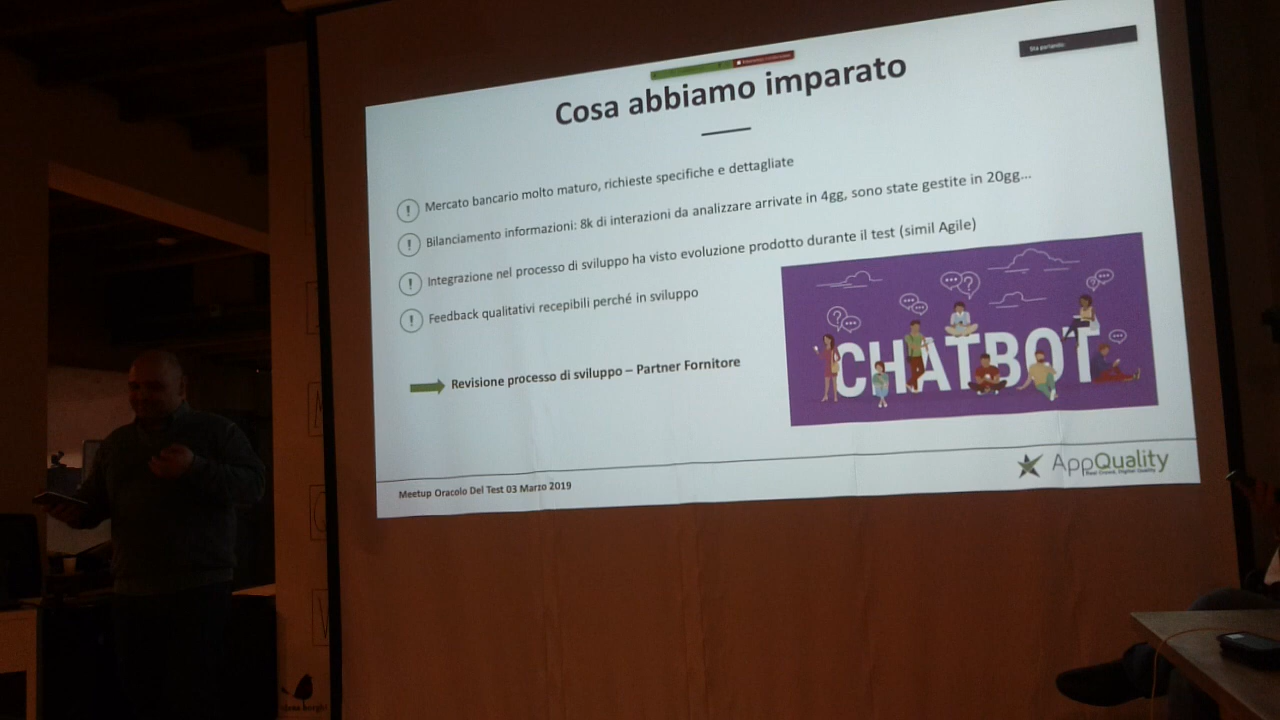 Sta parlando:
Cosa abbiamo imparato
! Mercato bancario molto maturo, richieste specifiche e dettagliate
! Bilanciamento informazioni: 8k di interazioni da analizzare arrivate in 4gg, sono state gestite in 20gg...
! Integrazione nel processo di sviluppo ha visto evoluzione prodotto durante il test (simil Agile)
! Feedback qualitativi recepibili perché in sviluppo
Revisione processo di sviluppo – Partner Fornitore
CHATBOT
AppQuality
Meetup Oracolo Del Test 03 Marzo 2019